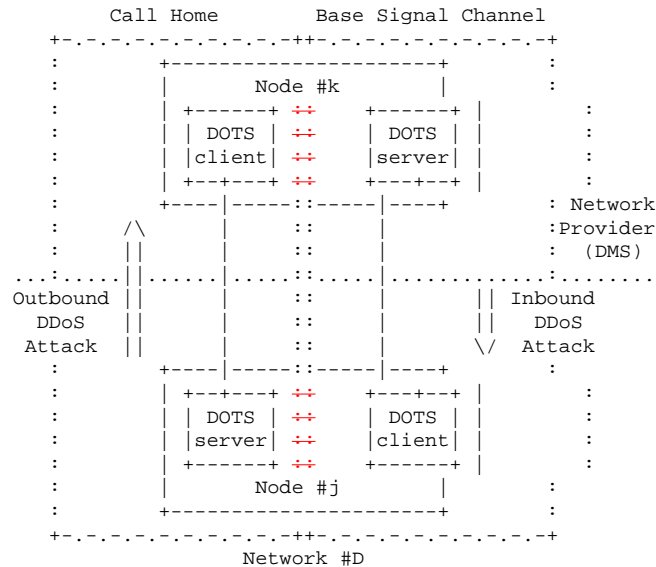 Call Home Base Signal Channel
+-.-.-.-.-.-.-.-.-++-.-.-.-.-.-.-.-.-+
: +----------------------+ :
: | Node #k | :
: | +------+ :: +------+ | :
: | | DOTS | :: | DOTS | | :
: | |client| :: |server| | :
: | +--+---+ :: +---+--+ | :
+----|-----::-----|----+ : Network
: /\ | :: | :Provider
: || | :: | : (DMS)
...:.....||......|.....::.....|.............:........
Outbound || | :: | || Inbound
DDoS || | :: | || DDoS
Attack || | :: | \/ Attack
: +----|-----::-----|----+ :
: | +--+---+ :: +---+--+ | :
: | | DOTS | :: | DOTS | | :
: | |server| :: |client| | :
: | +------+ :: +------+ | :
: | Node #j | :
: +----------------------+ :
+-.-.-.-.-.-.-.-.-++-.-.-.-.-.-.-.-.-+
Network #D